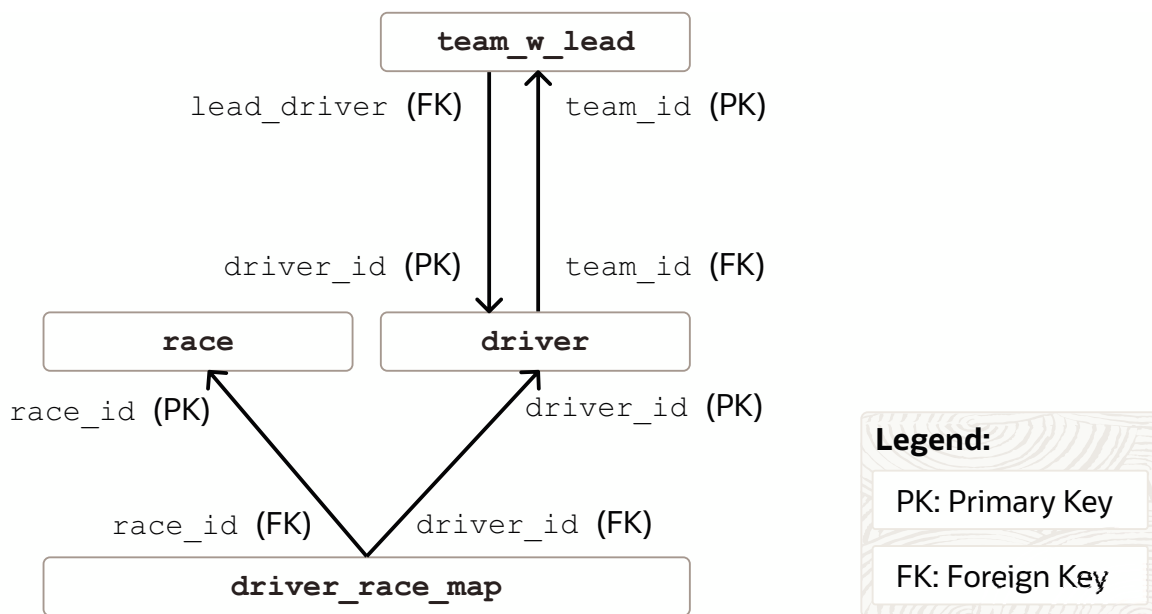 team_w_lead
lead_driver (FK) team_id (PK)
driver_id (PK) team_id (FK)
race driver
race_id (PK) driver_id (PK)
Legend:
PK: Primary Key
race_id (FK) driver_id (FK)
FK: Foreign Key
driver_race_map